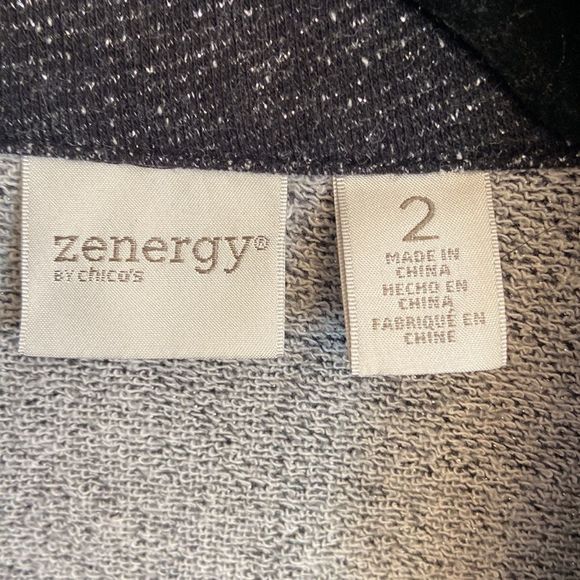 zenergy®
BY chico's
2
MADE IN
CHINA
HECHO EN
CHINA
FABRIQUÉ EN
CHINE